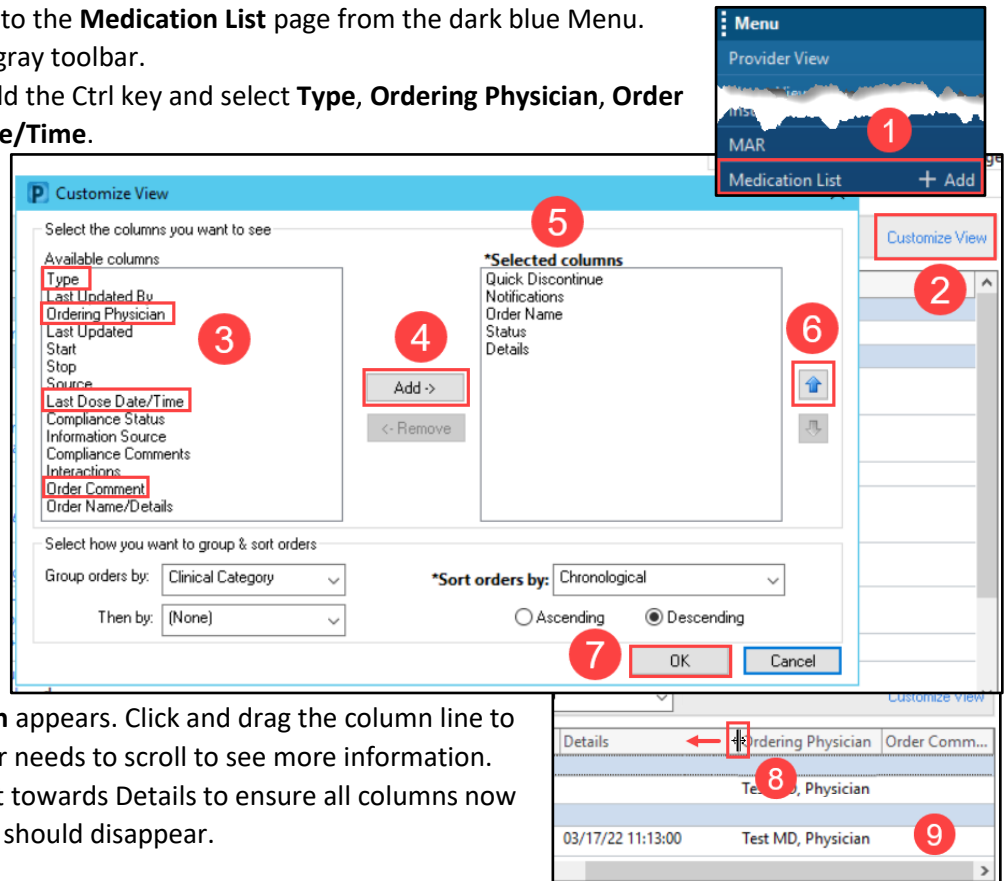 to the Medication List page from the dark blue Menu.
gray toolbar.
ld the Ctrl key and select Type, Ordering Physician, Order
e/Time.
Menu
Provider View
MAR
1
Medication List + Add
P Customize View
Customize View
2
Select the columns you want to see
Available columns
Type
Last Updated By
Ordering Physician
Last Updated
Start
Stop
Source
Last Dose Date/Time
Compliance Status
Information Source
Compliance Comments
Interactions
Order Comment
Order Name/Details
3
4
Add ->
<- Remove
5
*Selected columns
Quick Discontinue
Notifications
Order Name
Status
Details
6
Select how you want to group & sort orders
Group orders by: Clinical Category
*Sort orders by: Chronological
Then by: (None)
Ascending Descending
7 OK Cancel
n appears. Click and drag the column line to
r needs to scroll to see more information.
t towards Details to ensure all columns now
should disappear.
Customize View
Details Ordering Physician Order Comm...
8
Test MD, Physician
03/17/22 11:13:00 Test MD, Physician 9